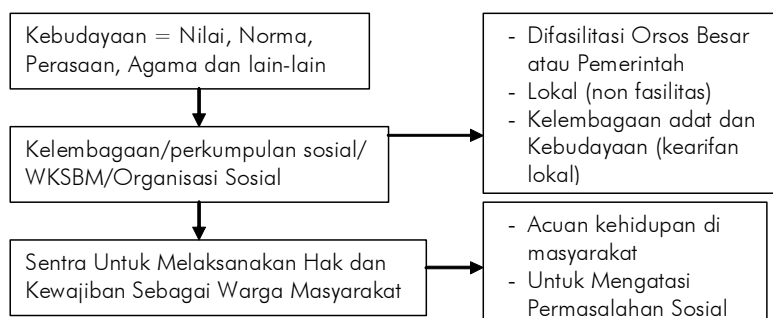 Kebudayaan = Nilai, Norma,
Perasaan, Agama dan lain-lain
Kelembagaan/perkumpulan sosial/
WKSBM/Organisasi Sosial
Sentra Untuk Melaksanakan Hak dan
Kewajiban Sebagai Warga Masyarakat
- Difasilitasi Orsos Besar
atau Pemerintah
- Lokal (non fasilitas)
- Kelembagaan adat dan
Kebudayaan (kearifan
lokal)
- Acuan kehidupan di
masyarakat
- Untuk Mengatasi
Permasalahan Sosial